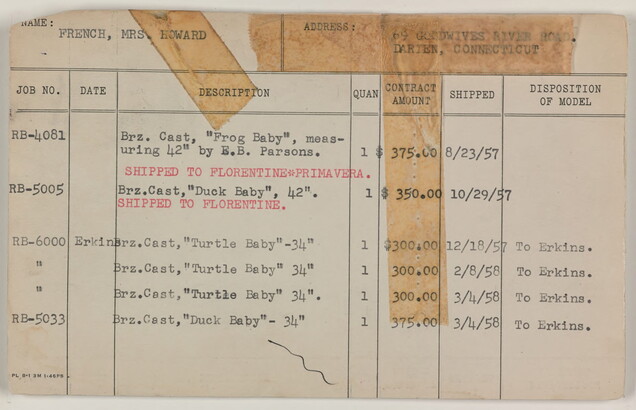 NAME: ADDRESS:
FRENCH, MRS. HOWARD 69 GOODWIVES RIVER ROAD.
DARIEN, CONNECTICUT
JOB NO. DATE DESCRIPTION QUAN CONTRACT AMOUNT SHIPPED DISPOSITION OF MODEL
RB-4081 Brz. Cast, "Frog Baby", meas-
uring 42" by E.B. Parsons. 1 $ 375.00 8/23/57
SHIPPED TO FLORENTINE*PRIMAVERA.
RB-5005 Brz.Cast,"Duck Baby", 42". 1 $ 350.00 10/29/57
SHIPPED TO FLORENTINE.
RB-6000 Erkins Brz.Cast,"Turtle Baby"-34" 1 $300.00 12/18/57 To Erkins.
" Brz.Cast,"Turtle Baby" 34" 1 300.00 2/8/58 To Erkins.
" Brz.Cast,"Turtle Baby" 34". 1 300.00 3/4/58 To Erkins.
RB-5033 Brz.Cast,"Duck Baby"- 34" 1 375.00 3/4/58 To Erkins.